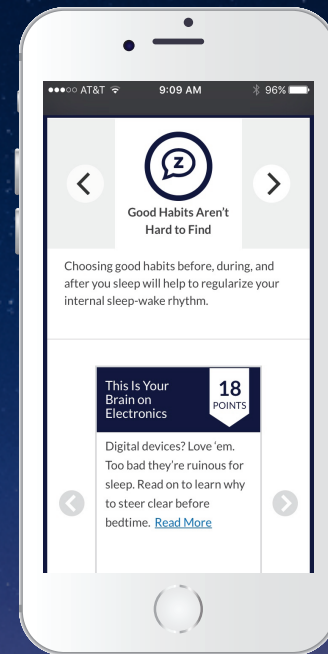 AT&T 9:09 AM 96%
z
Good Habits Aren’t
Hard to Find
Choosing good habits before, during, and
after you sleep will help to regularize your
internal sleep-wake rhythm.
This Is Your
Brain on
Electronics
18
POINTS
Digital devices? Love ‘em.
Too bad they’re ruinous for
sleep. Read on to learn why
to steer clear before
bedtime. Read More